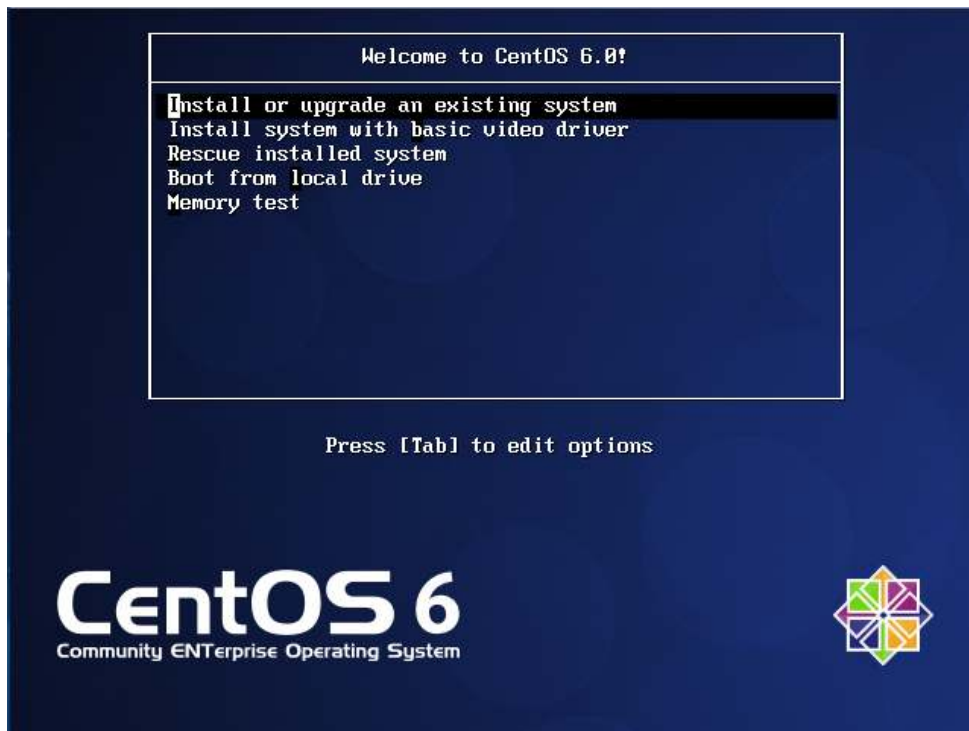 Welcome to CentOS 6.0!
Install or upgrade an existing system
Install system with basic video driver
Rescue installed system
Boot from local drive
Memory test
Press [Tab] to edit options
CentOS 6
Community ENTerprise Operating System